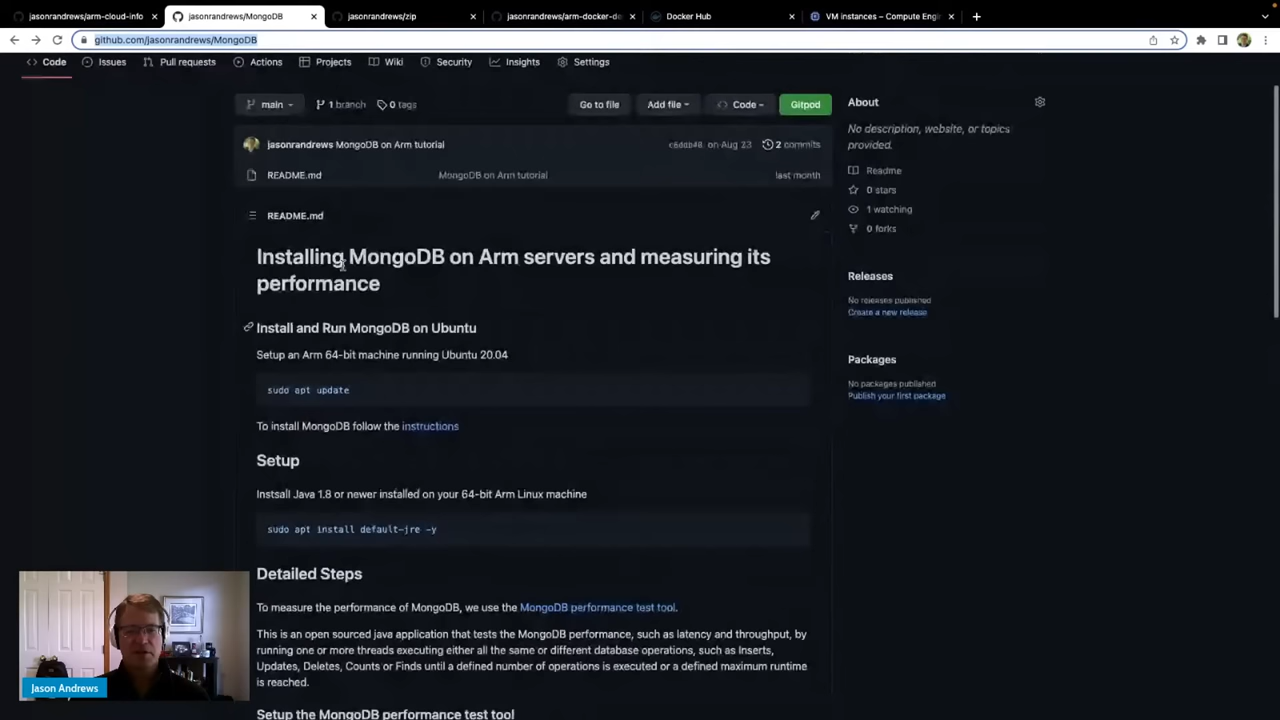 jasonrandrews/arm-cloud-info
jasonrandrews/MongoDB
jasonrandrews/zip
jasonrandrews/arm-docker-de
Docker Hub
VM instances – Compute Eng
github.com/jasonrandrews/MongoDB
Code
Issues
Pull requests
Actions
Projects
Wiki
Security
Insights
Settings
main
1 branch
0 tags
Go to file
Add file
Code
Gitpod
About
No description, website, or topics
provided.
jasonrandrews MongoDB on Arm tutorial
on Aug 23
2 commits
README.md
MongoDB on Arm tutorial
last month
Readme
0 stars
1 watching
0 forks
README.md
Installing MongoDB on Arm servers and measuring its
performance
Releases
No releases published
Create a new release
Install and Run MongoDB on Ubuntu
Setup an Arm 64-bit machine running Ubuntu 20.04
Packages
No packages published
Publish your first package
sudo apt update
To install MongoDB follow the instructions
Setup
Instsall Java 1.8 or newer installed on your 64-bit Arm Linux machine
sudo apt install default-jre -y
Detailed Steps
To measure the performance of MongoDB, we use the MongoDB performance test tool.
This is an open sourced java application that tests the MongoDB performance, such as latency and throughput, by
running one or more threads executing either all the same or different database operations, such as Inserts,
Updates, Deletes, Counts or Finds until a defined number of operations is executed or a defined maximum runtime
is reached.
Setup the MongoDB performance test tool
Jason Andrews